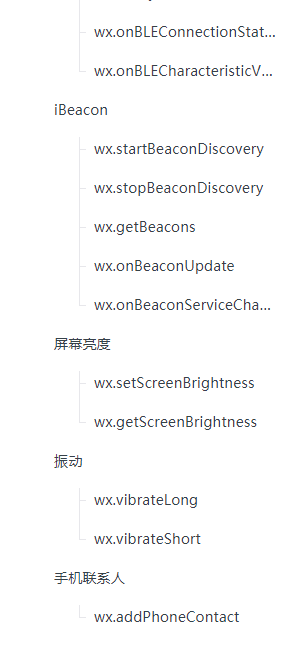 wx.onBLEConnectionStat...
wx.onBLECharacteristicV...
iBeacon
wx.startBeaconDiscovery
wx.stopBeaconDiscovery
wx.getBeacons
wx.onBeaconUpdate
wx.onBeaconServiceCha...
屏幕亮度
wx.setScreenBrightness
wx.getScreenBrightness
振动
wx.vibrateLong
wx.vibrateShort
手机联系人
wx.addPhoneContact